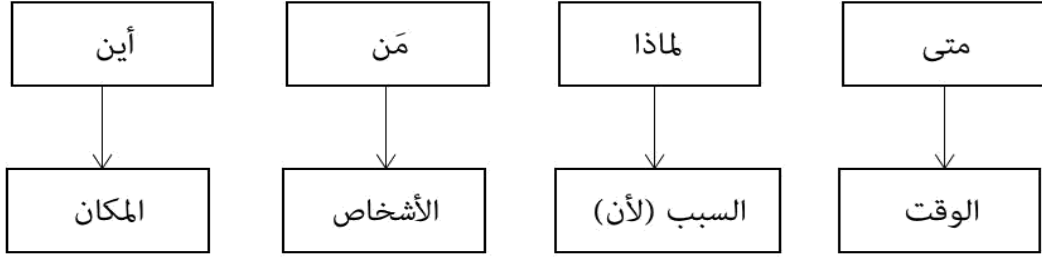 متى لماذا مَن أين
الوقت السبب (لأن) الأشخاص المكان